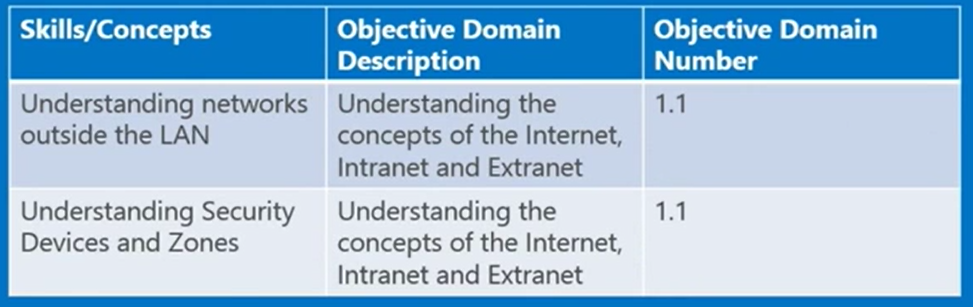 Skills/Concepts
Objective Domain
Description
Objective Domain
Number
Understanding networks
outside the LAN
Understanding the
concepts of the Internet,
Intranet and Extranet
1.1
Understanding Security
Devices and Zones
Understanding the
concepts of the Internet,
Intranet and Extranet
1.1